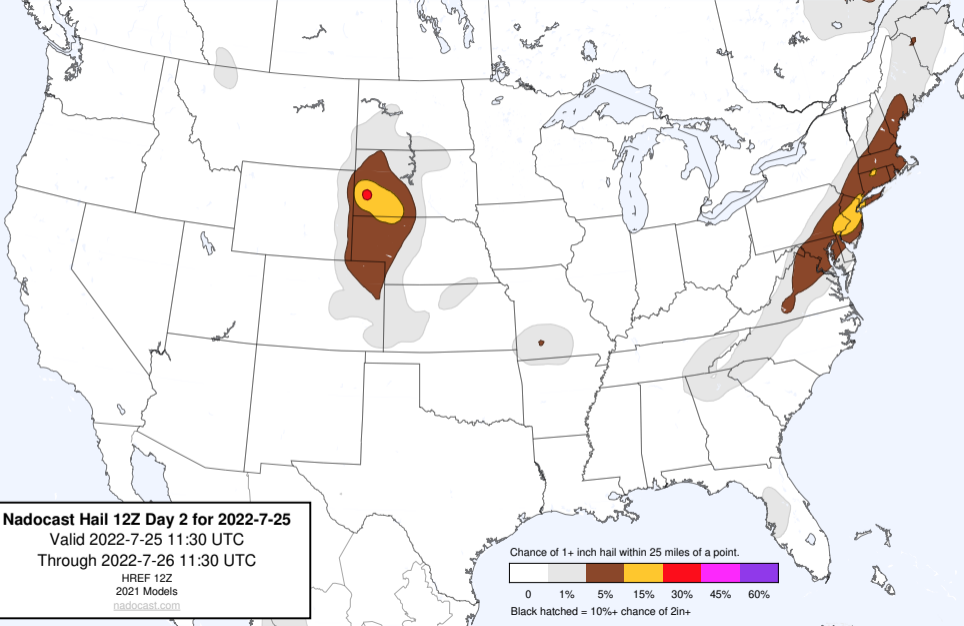 Nadocast Hail 12Z Day 2 for 2022-7-25
Valid 2022-7-25 11:30 UTC
Through 2022-7-26 11:30 UTC
HREF 12Z
2021 Models
nadocast.com
Chance of 1+ inch hail within 25 miles of a point.
0 1% 5% 15% 30% 45% 60%
Black hatched = 10%+ chance of 2in+